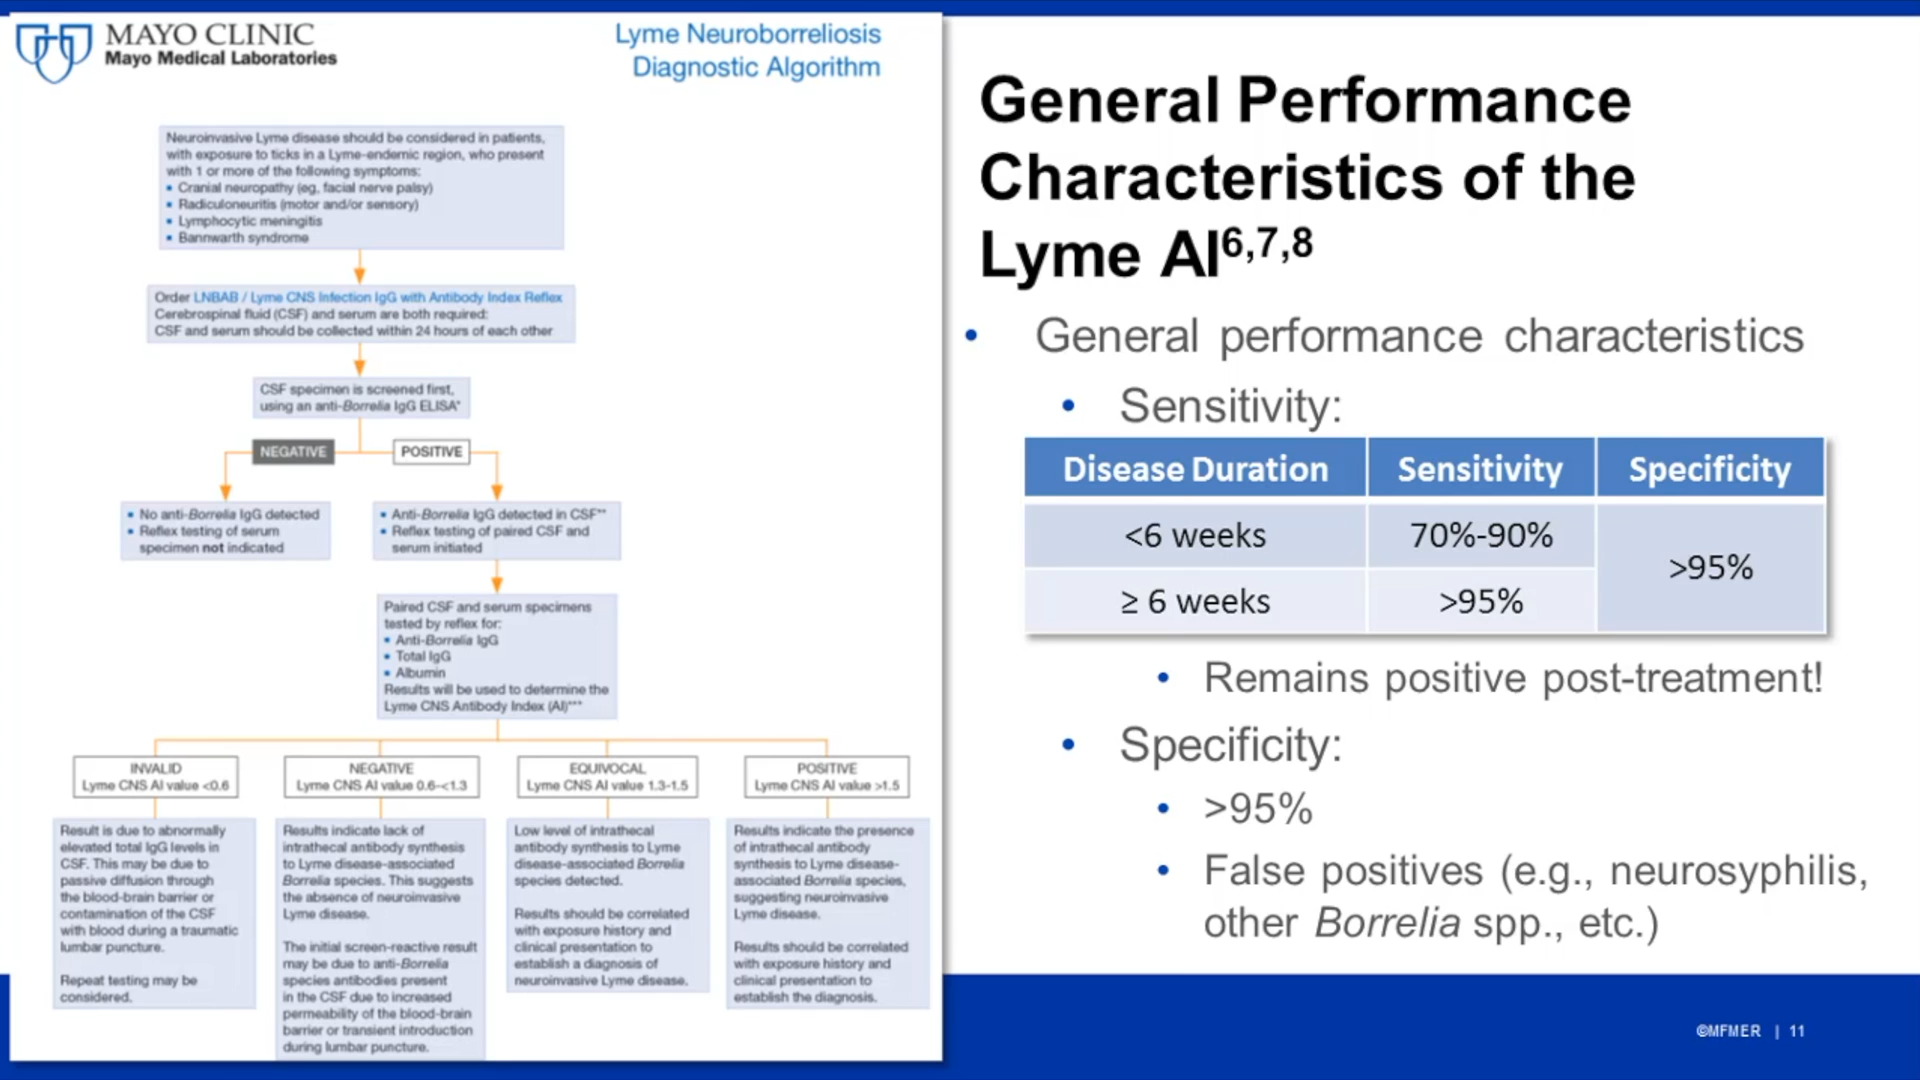 MAYO CLINIC
Mayo Medical Laboratories
Lyme Neuroborreliosis
Diagnostic Algorithm
Neuroinvasive Lyme disease should be considered in patients,
with exposure to ticks in a Lyme-endemic region, who present
with 1 or more of the following symptoms:
▪ Cranial neuropathy (eg, facial nerve palsy)
▪ Radiculoneuritis (motor and/or sensory)
▪ Lymphocytic meningitis
▪ Bannwarth syndrome
Order LNBAB / Lyme CNS Infection IgG with Antibody Index Reflex
Cerebrospinal fluid (CSF) and serum are both required:
CSF and serum should be collected within 24 hours of each other
CSF specimen is screened first,
using an anti-Borrelia IgG ELISA*
NEGATIVE
POSITIVE
▪ No anti-Borrelia IgG detected
▪ Reflex testing of serum
specimen not indicated
▪ Anti-Borrelia IgG detected in CSF**
▪ Reflex testing of paired CSF and
serum initiated
Paired CSF and serum specimens
tested by reflex for:
▪ Anti-Borrelia IgG
▪ Total IgG
▪ Albumin
Results will be used to determine the
Lyme CNS Antibody Index (AI)***
INVALID
Lyme CNS AI value <0.6
Result is due to abnormally
elevated total IgG levels in
CSF. This may be due to
passive diffusion through
the blood-brain barrier or
contamination of the CSF
with blood during a traumatic
lumbar puncture.
Repeat testing may be
considered.
NEGATIVE
Lyme CNS AI value 0.6-<1.3
Results indicate lack of
intrathecal antibody synthesis
to Lyme disease-associated
Borrelia species. This suggests
the absence of neuroinvasive
Lyme disease.
The initial screen-reactive result
may be due to anti-Borrelia
species antibodies present
in the CSF due to increased
permeability of the blood-brain
barrier or transient introduction
during lumbar puncture.
EQUIVOCAL
Lyme CNS AI value 1.3-1.5
Low level of intrathecal
antibody synthesis to Lyme
disease-associated Borrelia
species detected.
Results should be correlated
with exposure history and
clinical presentation to
establish a diagnosis of
neuroinvasive Lyme disease.
POSITIVE
Lyme CNS AI value >1.5
Results indicate the presence
of intrathecal antibody
synthesis to Lyme disease-
associated Borrelia species,
suggesting neuroinvasive
Lyme disease.
Results should be correlated
with exposure history and
clinical presentation to
establish the diagnosis.
General Performance
Characteristics of the
Lyme AI6,7,8
• General performance characteristics
• Sensitivity:
Disease Duration Sensitivity Specificity
<6 weeks 70%-90%
>95%
≥ 6 weeks >95%
• Remains positive post-treatment!
• Specificity:
• >95%
• False positives (e.g., neurosyphilis,
other Borrelia spp., etc.)
©MFMER | 11